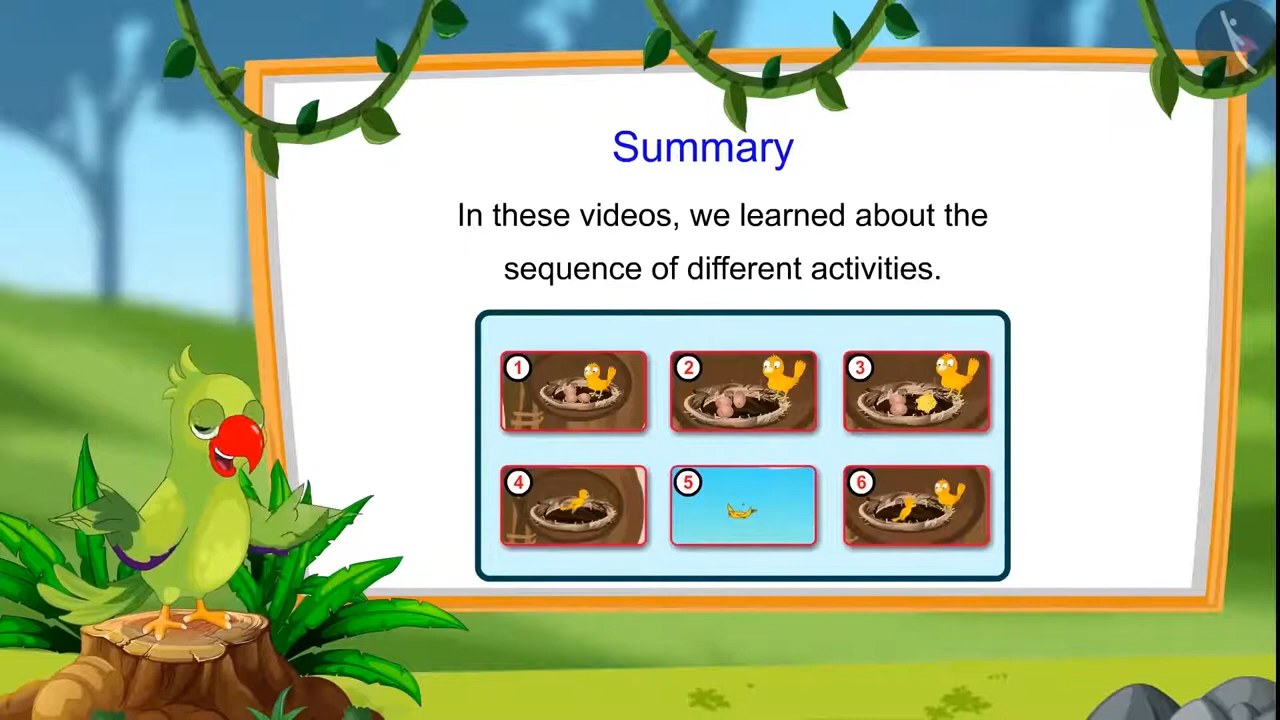 Summary
In these videos, we learned about the
sequence of different activities.
1 2 3
4 5 6